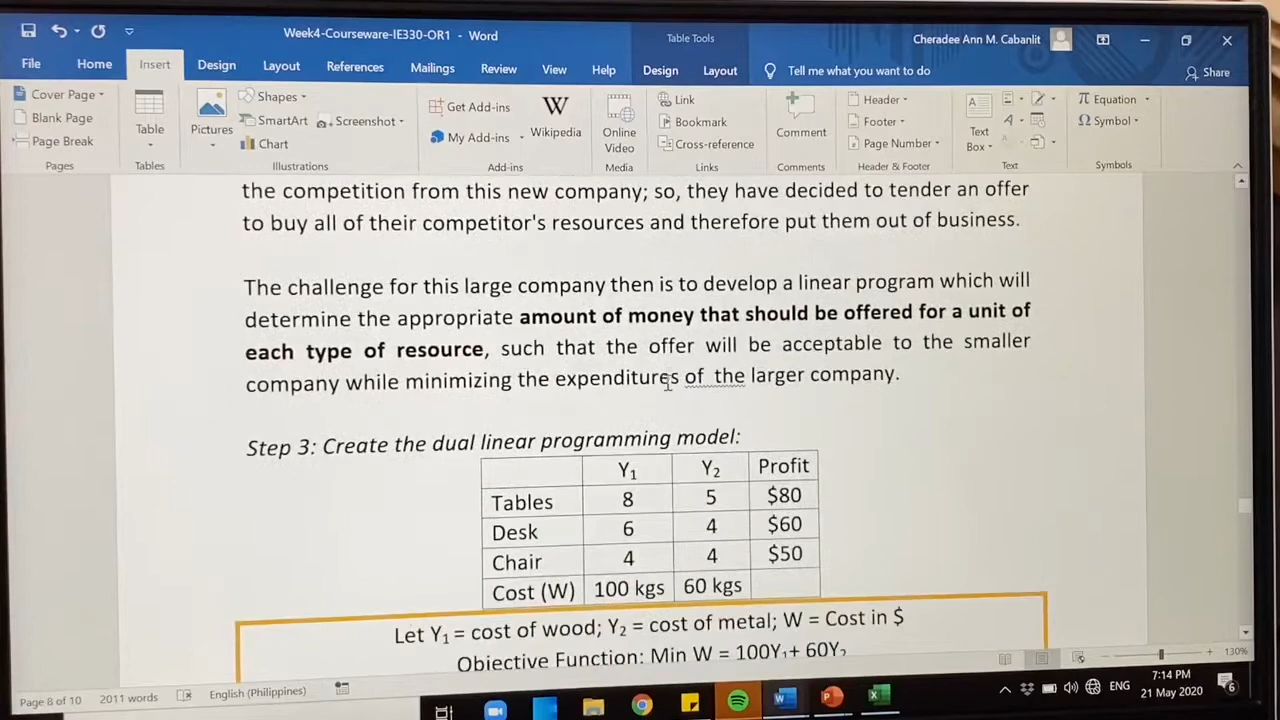 Week4-Courseware-IE330-OR1 - Word
Table Tools
Cheradee Ann M. Cabanlit
File Home Insert Design Layout References Mailings Review View Help Design Layout Tell me what you want to do Share
Cover Page
Blank Page
Page Break
Pages
Table
Tables
Pictures
Shapes
SmartArt
Chart
Screenshot
Illustrations
Get Add-ins
My Add-ins
W
Wikipedia
Add-ins
Online
Video
Media
Link
Bookmark
Cross-reference
Links
Comment
Comments
Header
Footer
Page Number
Header & Footer
A
Text
Box
Text
π Equation
Ω Symbol
Symbols
the competition from this new company; so, they have decided to tender an offer
to buy all of their competitor's resources and therefore put them out of business.
The challenge for this large company then is to develop a linear program which will
determine the appropriate amount of money that should be offered for a unit of
each type of resource, such that the offer will be acceptable to the smaller
company while minimizing the expenditures of the larger company.
Step 3: Create the dual linear programming model:
Y₁ Y₂ Profit
Tables 8 5 $80
Desk 6 4 $60
Chair 4 4 $50
Cost (W) 100 kgs 60 kgs
Let Y₁ = cost of wood; Y₂ = cost of metal; W = Cost in $
Objective Function: Min W = 100Y₁+ 60Y₂
Page 8 of 10 2011 words English (Philippines) 130%
ENG
7:14 PM
21 May 2020
6